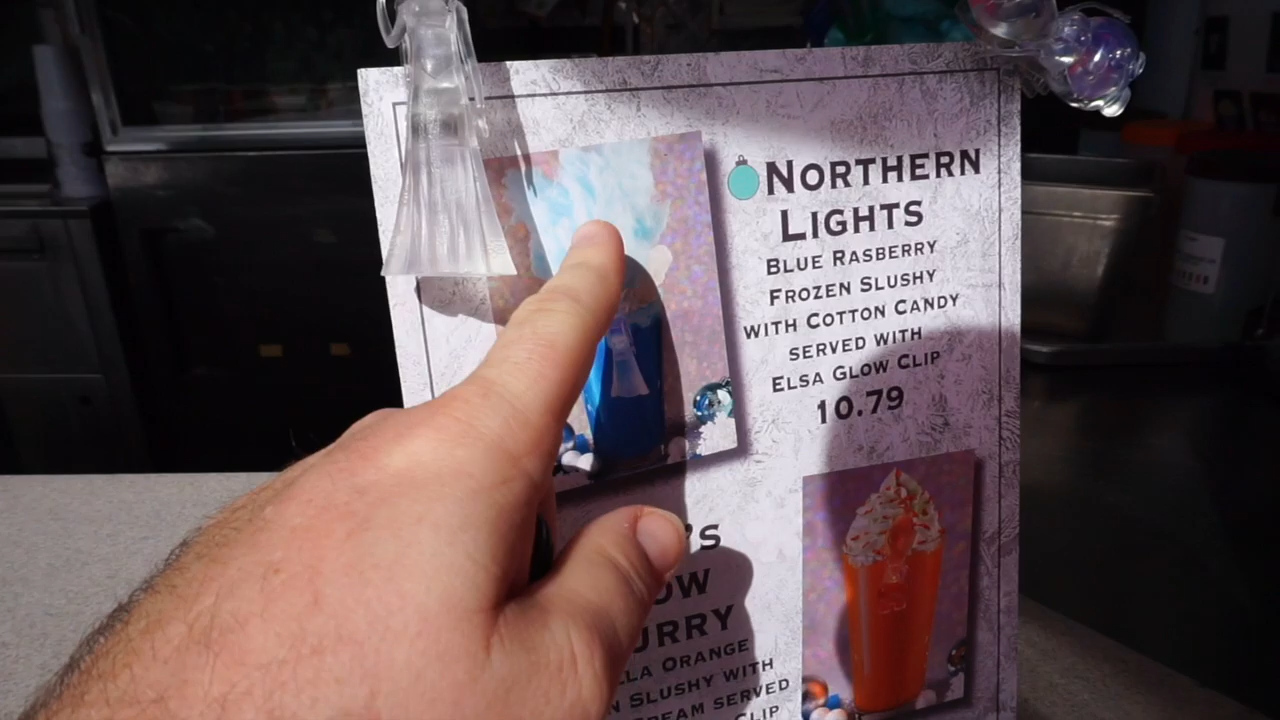 NORTHERN
LIGHTS
BLUE RASBERRY
FROZEN SLUSHY
WITH COTTON CANDY
SERVED WITH
ELSA GLOW CLIP
10.79
'S
OW
URRY
LLA ORANGE
N SLUSHY WITH
REAM SERVED
CLIP